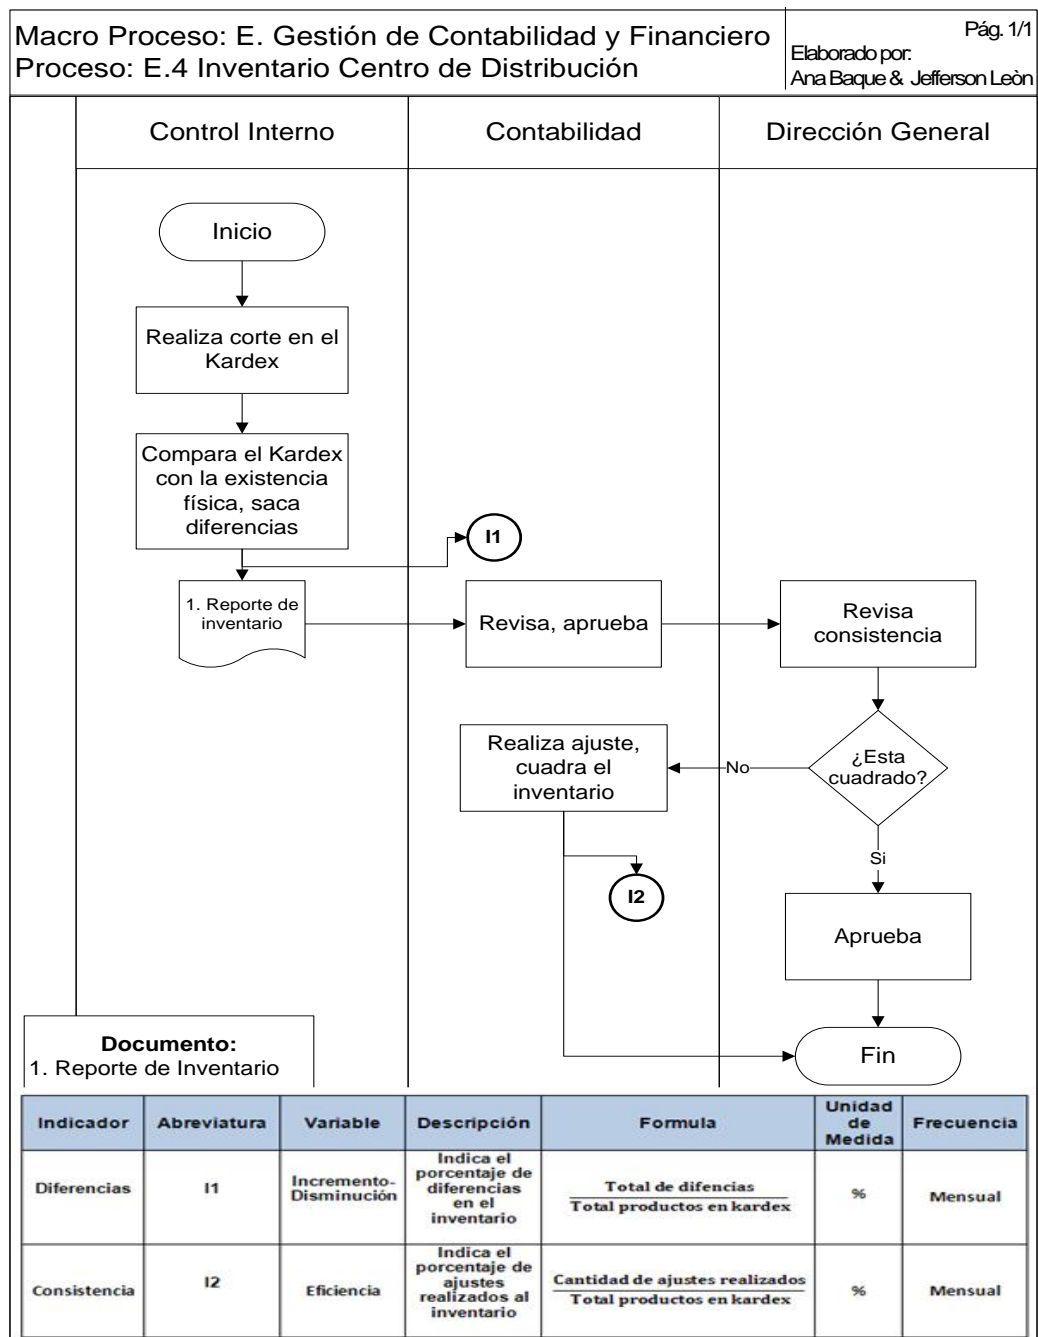 Macro Proceso: E. Gestión de Contabilidad y Financiero
Proceso: E.4 Inventario Centro de Distribución
Pág. 1/1
Elaborado por:
Ana Baque & Jefferson Leòn
Control Interno
Contabilidad
Dirección General
Inicio
Realiza corte en el
Kardex
Compara el Kardex
con la existencia
física, saca
diferencias
I1
1. Reporte de
inventario
Revisa, aprueba
Revisa
consistencia
Realiza ajuste,
cuadra el
inventario
No
¿Esta
cuadrado?
Si
I2
Aprueba
Fin
Documento:
1. Reporte de Inventario
Indicador
Abreviatura
Variable
Descripción
Formula
Unidad
de
Medida
Frecuencia
Diferencias
I1
Incremento-
Disminución
Indica el
porcentaje de
diferencias
en el
inventario
Total de difencias
Total productos en kardex
%
Mensual
Consistencia
I2
Eficiencia
Indica el
porcentaje de
ajustes
realizados al
inventario
Cantidad de ajustes realizados
Total productos en kardex
%
Mensual